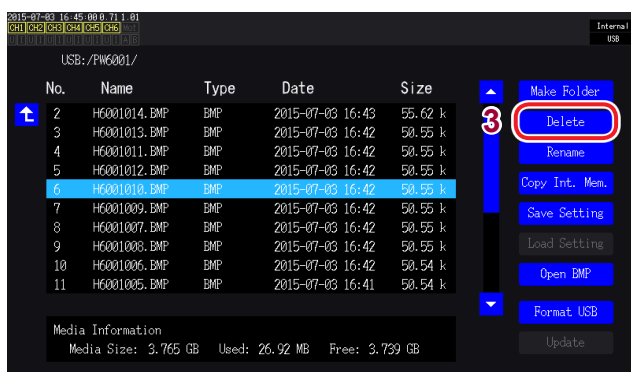 2015-07-03 16:45:00 0.71 1.01
CH1 CH2 CH3 CH4 CH5 CH6 Mot Internal
U I U I U I U I U I U I A B USB
USB:/PW6001/
No. Name Type Date Size
2 H6001014.BMP BMP 2015-07-03 16:43 55.62 k
3 H6001013.BMP BMP 2015-07-03 16:42 50.55 k
4 H6001011.BMP BMP 2015-07-03 16:42 50.55 k
5 H6001012.BMP BMP 2015-07-03 16:42 50.55 k
6 H6001010.BMP BMP 2015-07-03 16:42 50.55 k
7 H6001009.BMP BMP 2015-07-03 16:42 50.55 k
8 H6001007.BMP BMP 2015-07-03 16:42 50.55 k
9 H6001008.BMP BMP 2015-07-03 16:42 50.55 k
10 H6001006.BMP BMP 2015-07-03 16:42 50.54 k
11 H6001005.BMP BMP 2015-07-03 16:41 50.54 k
Media Information
Media Size: 3.765 GB Used: 26.92 MB Free: 3.739 GB
Make Folder
3 Delete
Rename
Copy Int. Mem.
Save Setting
Load Setting
Open BMP
Format USB
Update